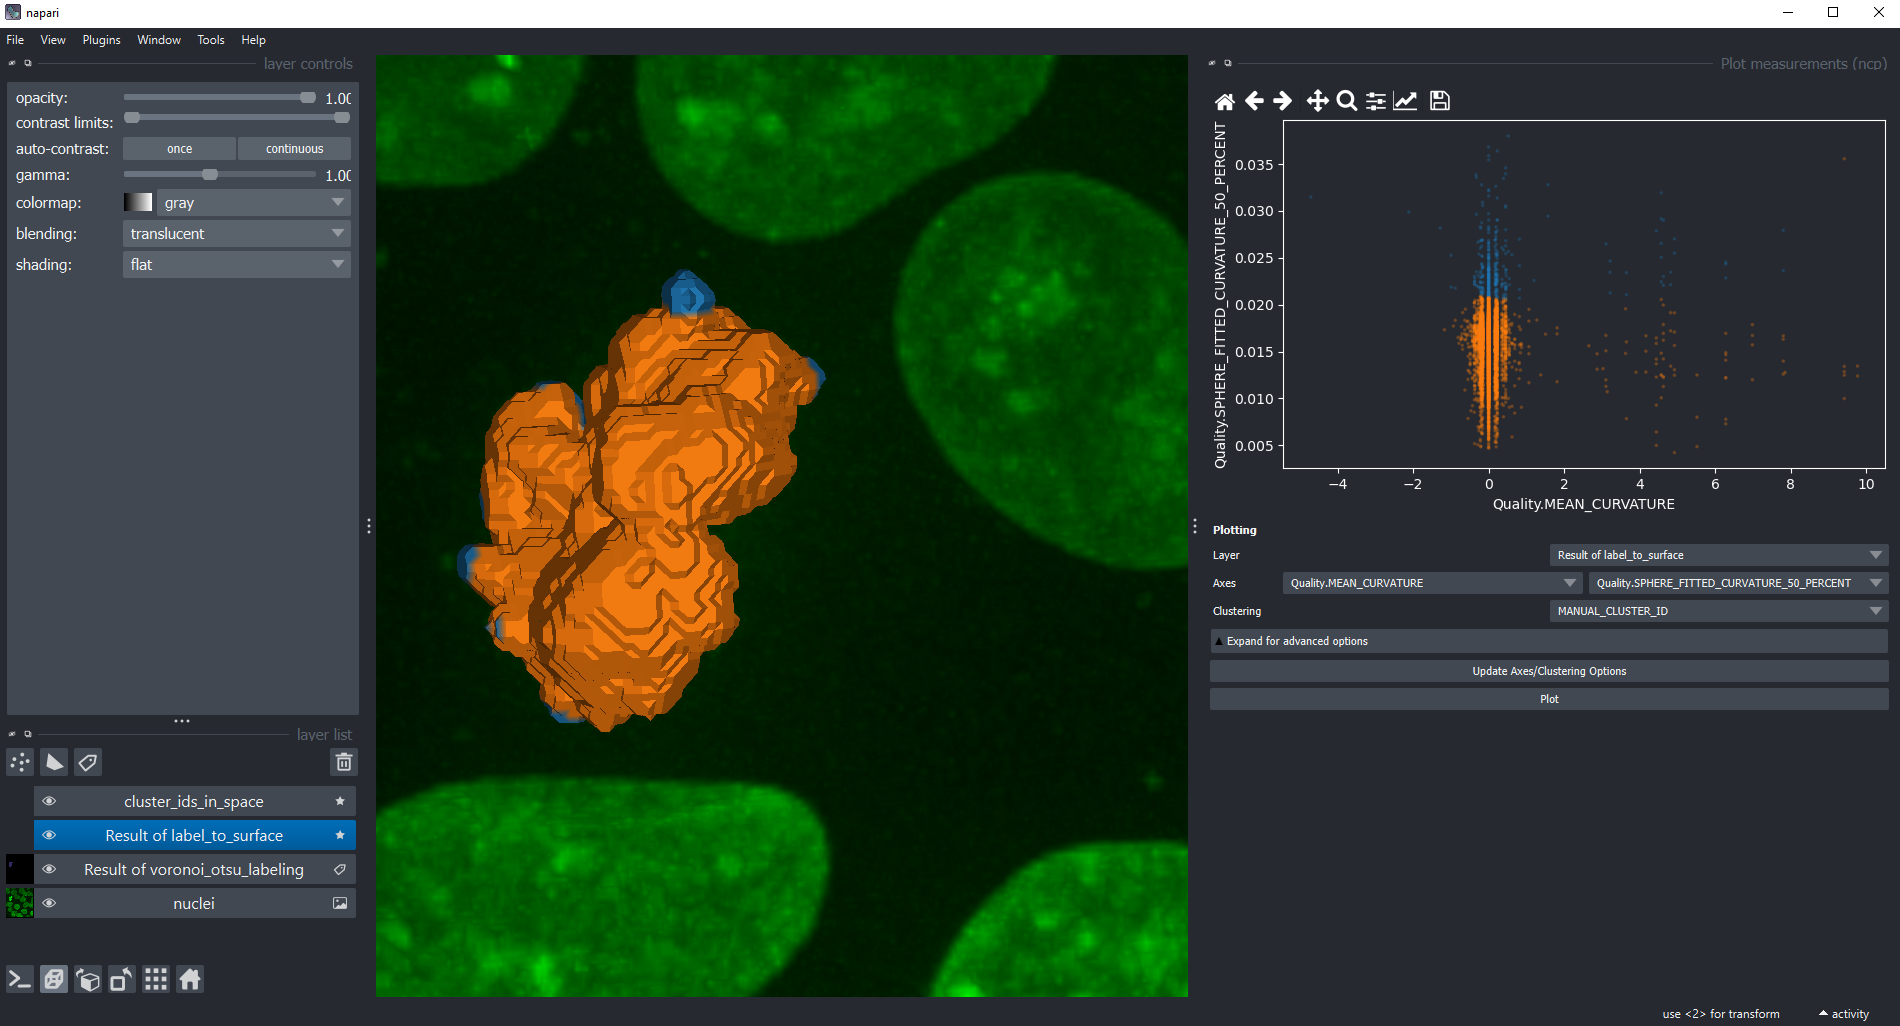 napari
File View Plugins Window Tools Help
layer controls
opacity: 1.00
contrast limits:
auto-contrast: once continuous
gamma: 1.00
colormap: gray
blending: translucent
shading: flat
layer list
cluster_ids_in_space
Result of label_to_surface
Result of voronoi_otsu_labeling
nuclei
Plot measurements (ncp)
Quality.SPHERE_FITTED_CURVATURE_50_PERCENT
0.035
0.030
0.025
0.020
0.015
0.010
0.005
−4 −2 0 2 4 6 8 10
Quality.MEAN_CURVATURE
Plotting
Layer Result of label_to_surface
Axes Quality.MEAN_CURVATURE Quality.SPHERE_FITTED_CURVATURE_50_PERCENT
Clustering MANUAL_CLUSTER_ID
Expand for advanced options
Update Axes/Clustering Options
Plot
use <2> for transform activity